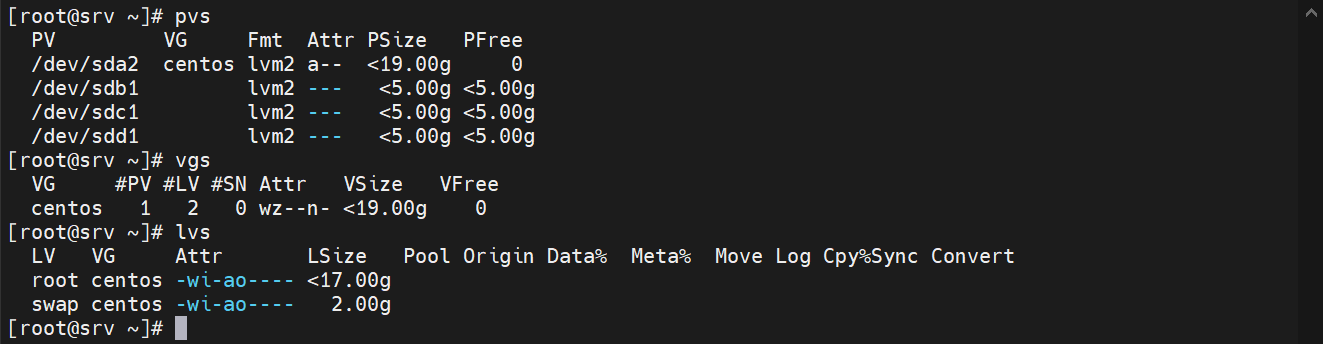 [root@srv ~]# pvs
  PV         VG     Fmt  Attr PSize   PFree
  /dev/sda2  centos lvm2 a--  <19.00g     0
  /dev/sdb1         lvm2 ---   <5.00g <5.00g
  /dev/sdc1         lvm2 ---   <5.00g <5.00g
  /dev/sdd1         lvm2 ---   <5.00g <5.00g
[root@srv ~]# vgs
  VG     #PV #LV #SN Attr   VSize   VFree
  centos   1   2   0 wz--n- <19.00g    0
[root@srv ~]# lvs
  LV   VG     Attr       LSize   Pool Origin Data%  Meta%  Move Log Cpy%Sync Convert
  root centos -wi-ao---- <17.00g
  swap centos -wi-ao----   2.00g
[root@srv ~]#